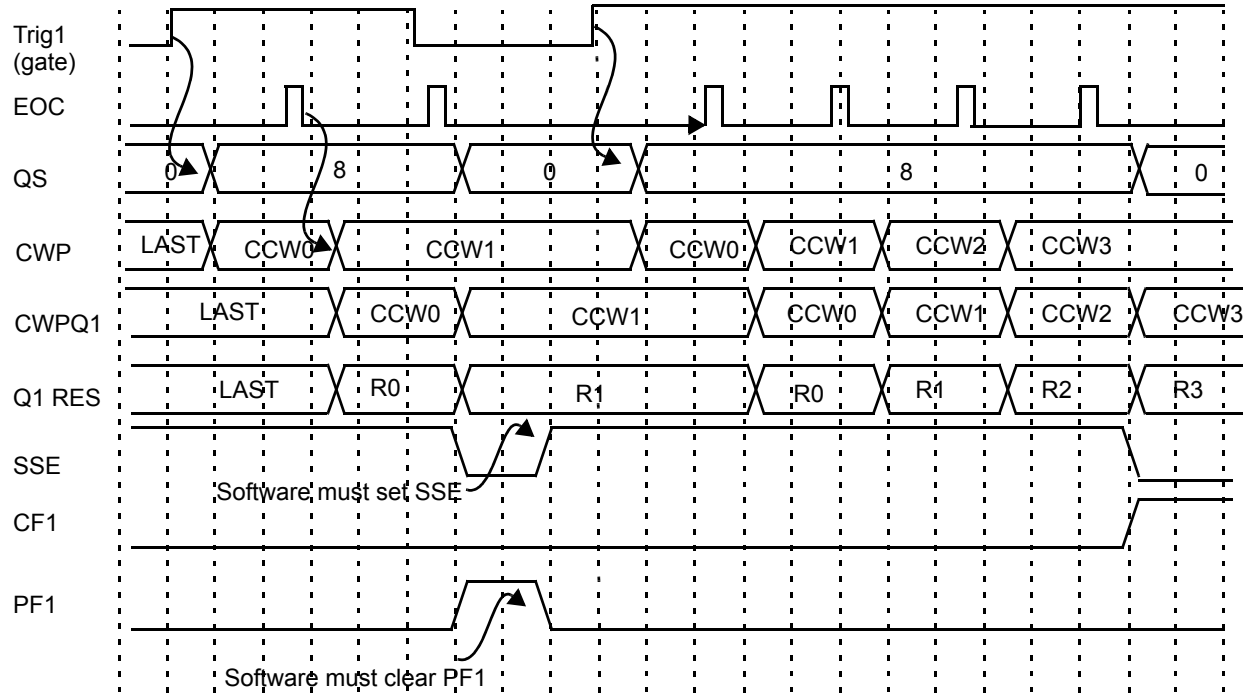 Trig1
(gate)
EOC
QS 0 8 0 8 0
CWP LAST CCW0 CCW1 CCW0 CCW1 CCW2 CCW3
CWPQ1 LAST CCW0 CCW1 CCW0 CCW1 CCW2 CCW3
Q1 RES LAST R0 R1 R0 R1 R2 R3
SSE
Software must set SSE
CF1
PF1
Software must clear PF1